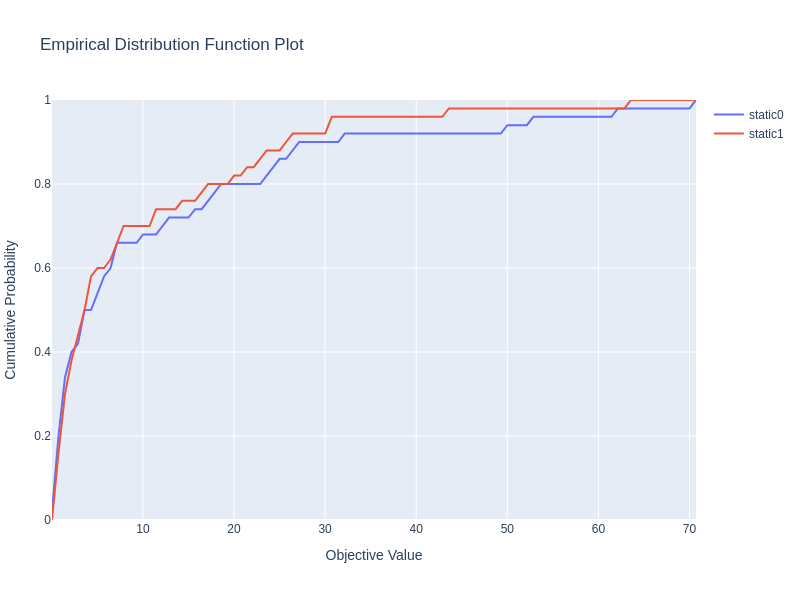 Empirical Distribution Function Plot
static0
static1
Cumulative Probability
1
0.8
0.6
0.4
0.2
0
10
20
30
40
50
60
70
Objective Value